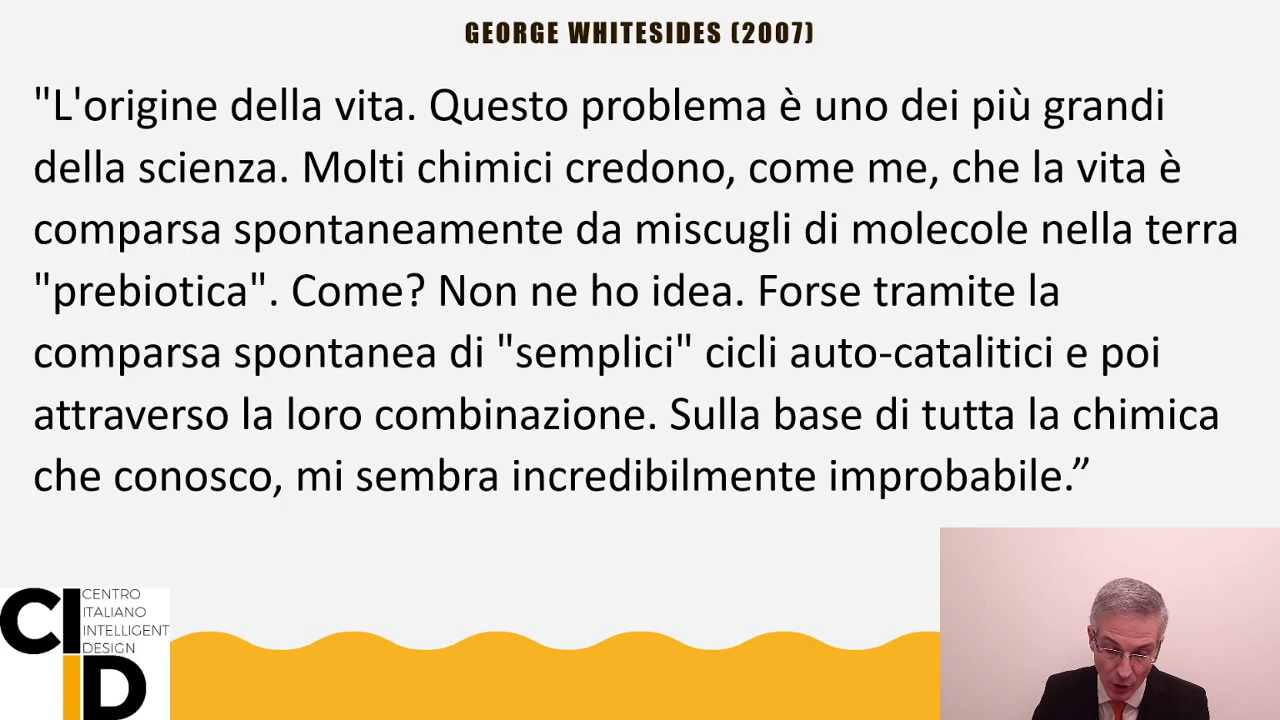 GEORGE WHITESIDES (2007)
"L'origine della vita. Questo problema è uno dei più grandi
della scienza. Molti chimici credono, come me, che la vita è
comparsa spontaneamente da miscugli di molecole nella terra
"prebiotica". Come? Non ne ho idea. Forse tramite la
comparsa spontanea di "semplici" cicli auto-catalitici e poi
attraverso la loro combinazione. Sulla base di tutta la chimica
che conosco, mi sembra incredibilmente improbabile.”
CIID
CENTRO
ITALIANO
INTELLIGENT
DESIGN